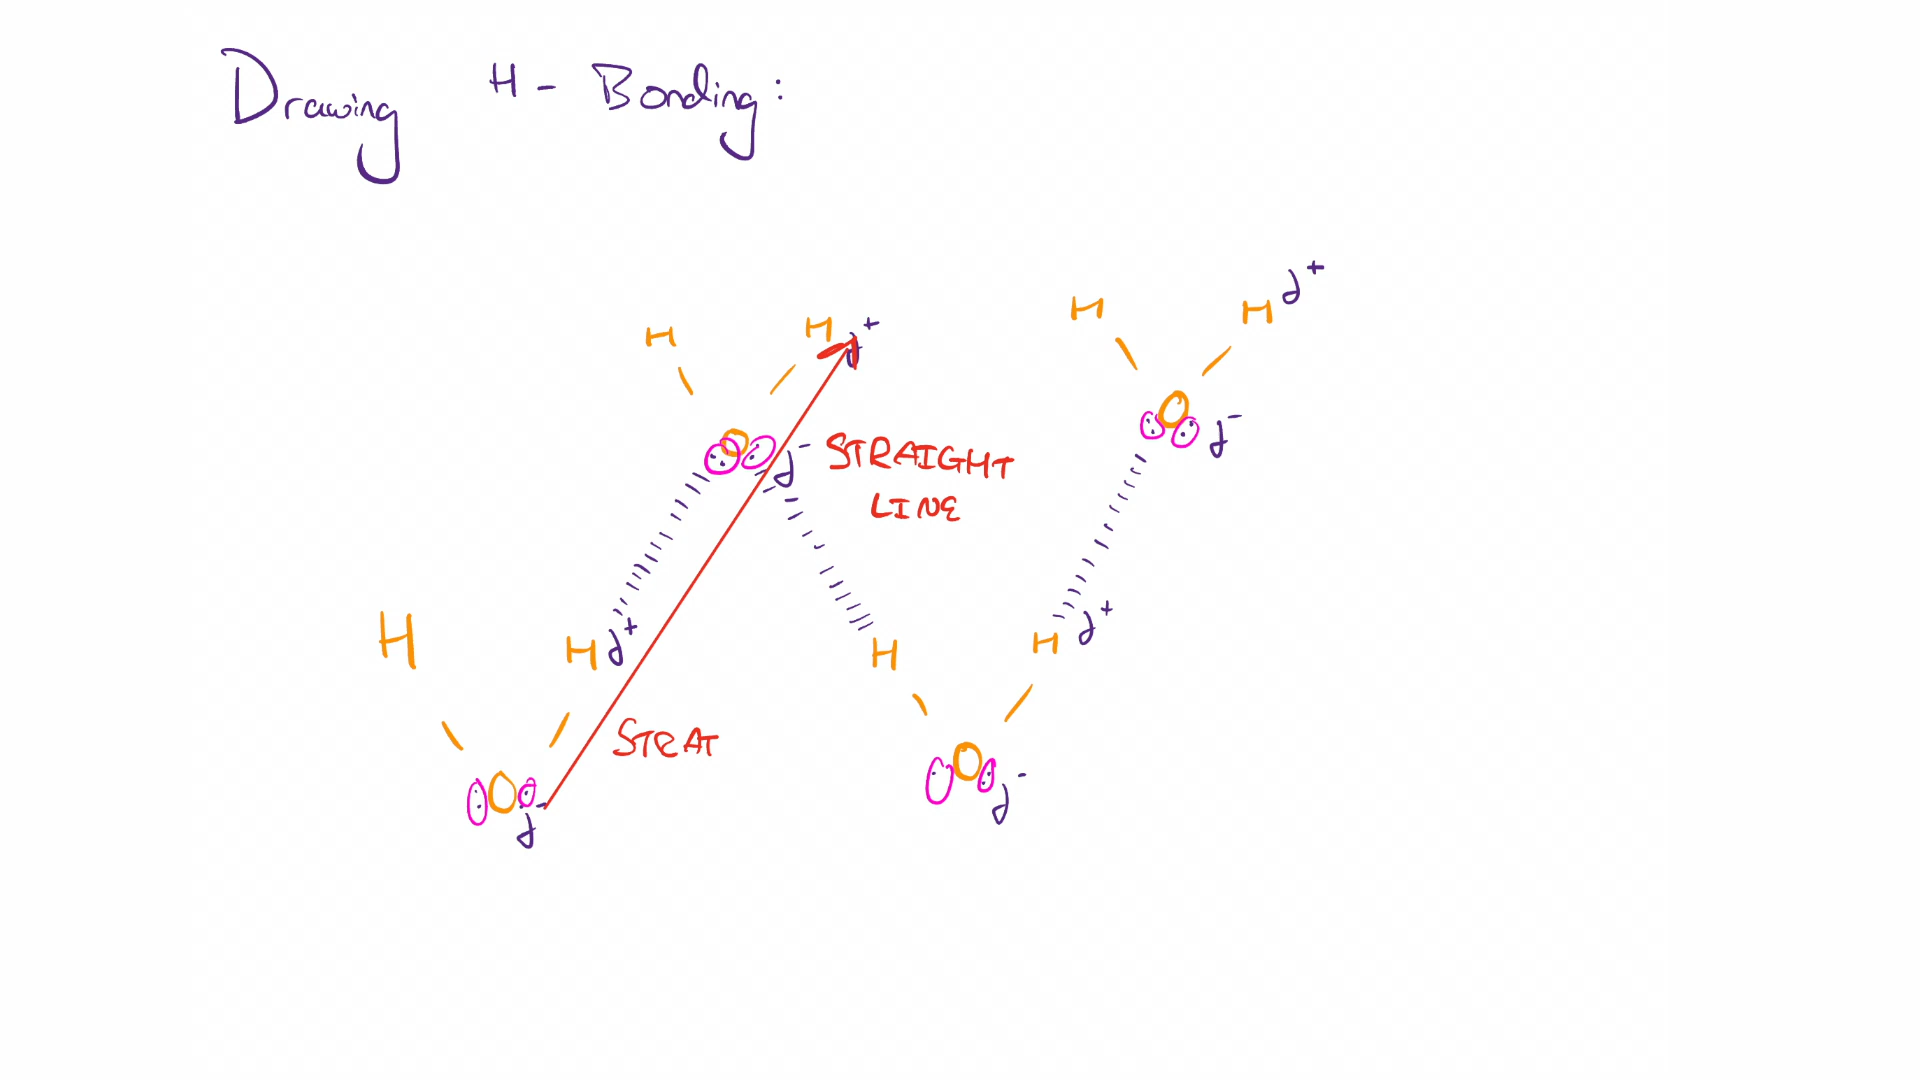 Drawing H - Bonding:
H H δ+
H H δ+
O δ-
O δ-
STRAIGHT
LINE
H H δ+
H H δ+
STRAT
O δ-
O δ-